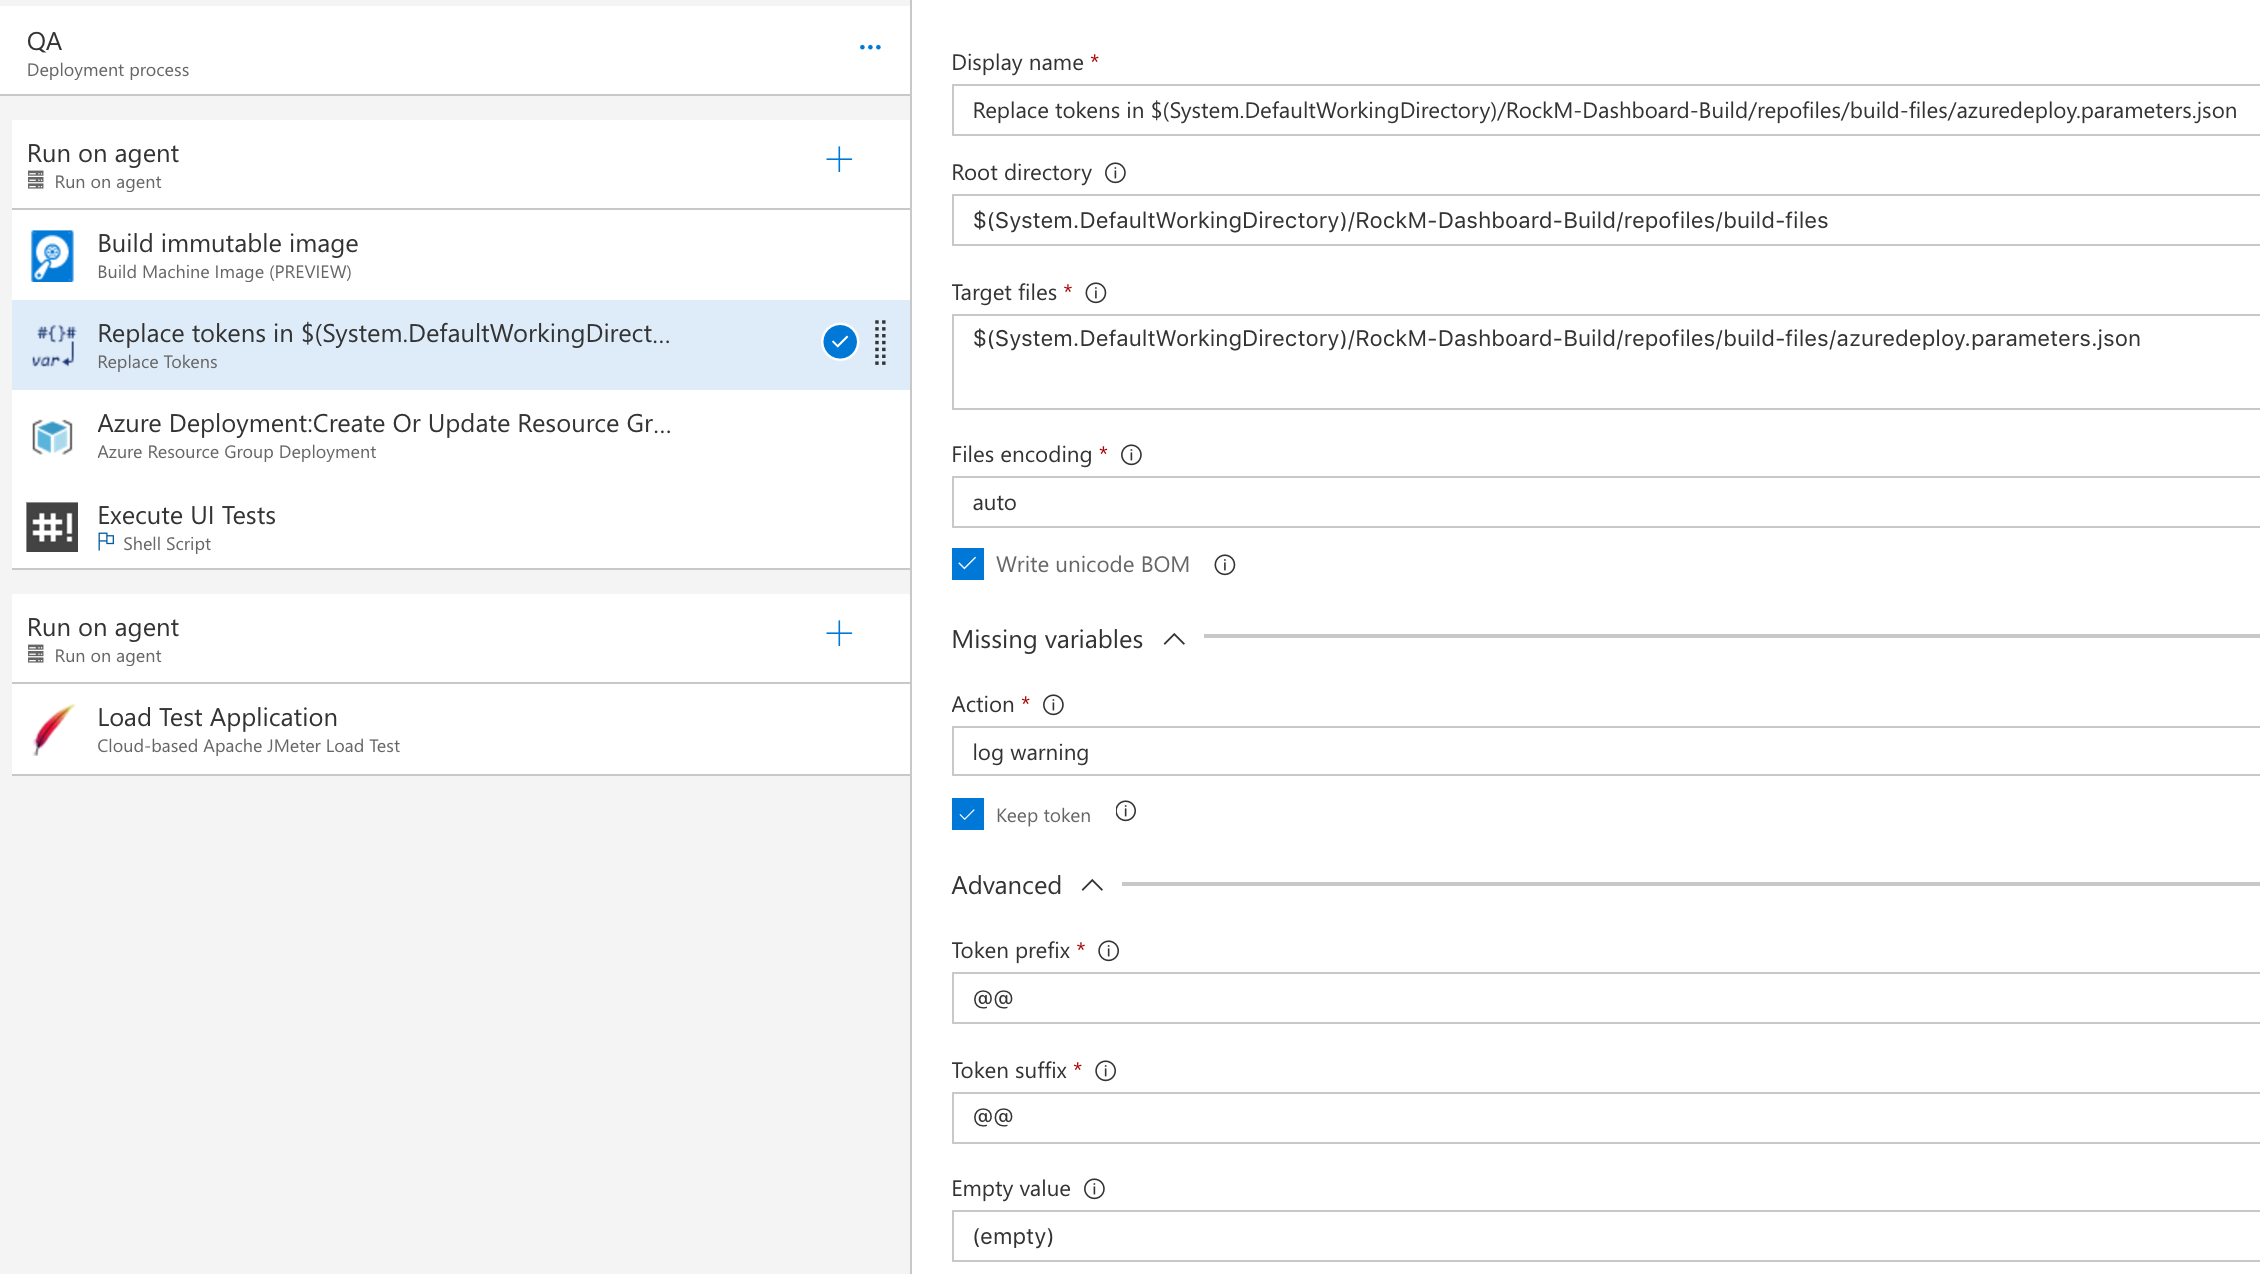 QA
Deployment process
Run on agent
Run on agent
Build immutable image
Build Machine Image (PREVIEW)
#{}#
var
Replace tokens in $(System.DefaultWorkingDirect...
Replace Tokens
Azure Deployment:Create Or Update Resource Gr...
Azure Resource Group Deployment
#!
Execute UI Tests
Shell Script
Run on agent
Run on agent
Load Test Application
Cloud-based Apache JMeter Load Test
Display name *
Replace tokens in $(System.DefaultWorkingDirectory)/RockM-Dashboard-Build/repofiles/build-files/azuredeploy.parameters.json
Root directory
$(System.DefaultWorkingDirectory)/RockM-Dashboard-Build/repofiles/build-files
Target files *
$(System.DefaultWorkingDirectory)/RockM-Dashboard-Build/repofiles/build-files/azuredeploy.parameters.json
Files encoding *
auto
Write unicode BOM
Missing variables
Action *
log warning
Keep token
Advanced
Token prefix *
@@
Token suffix *
@@
Empty value
(empty)